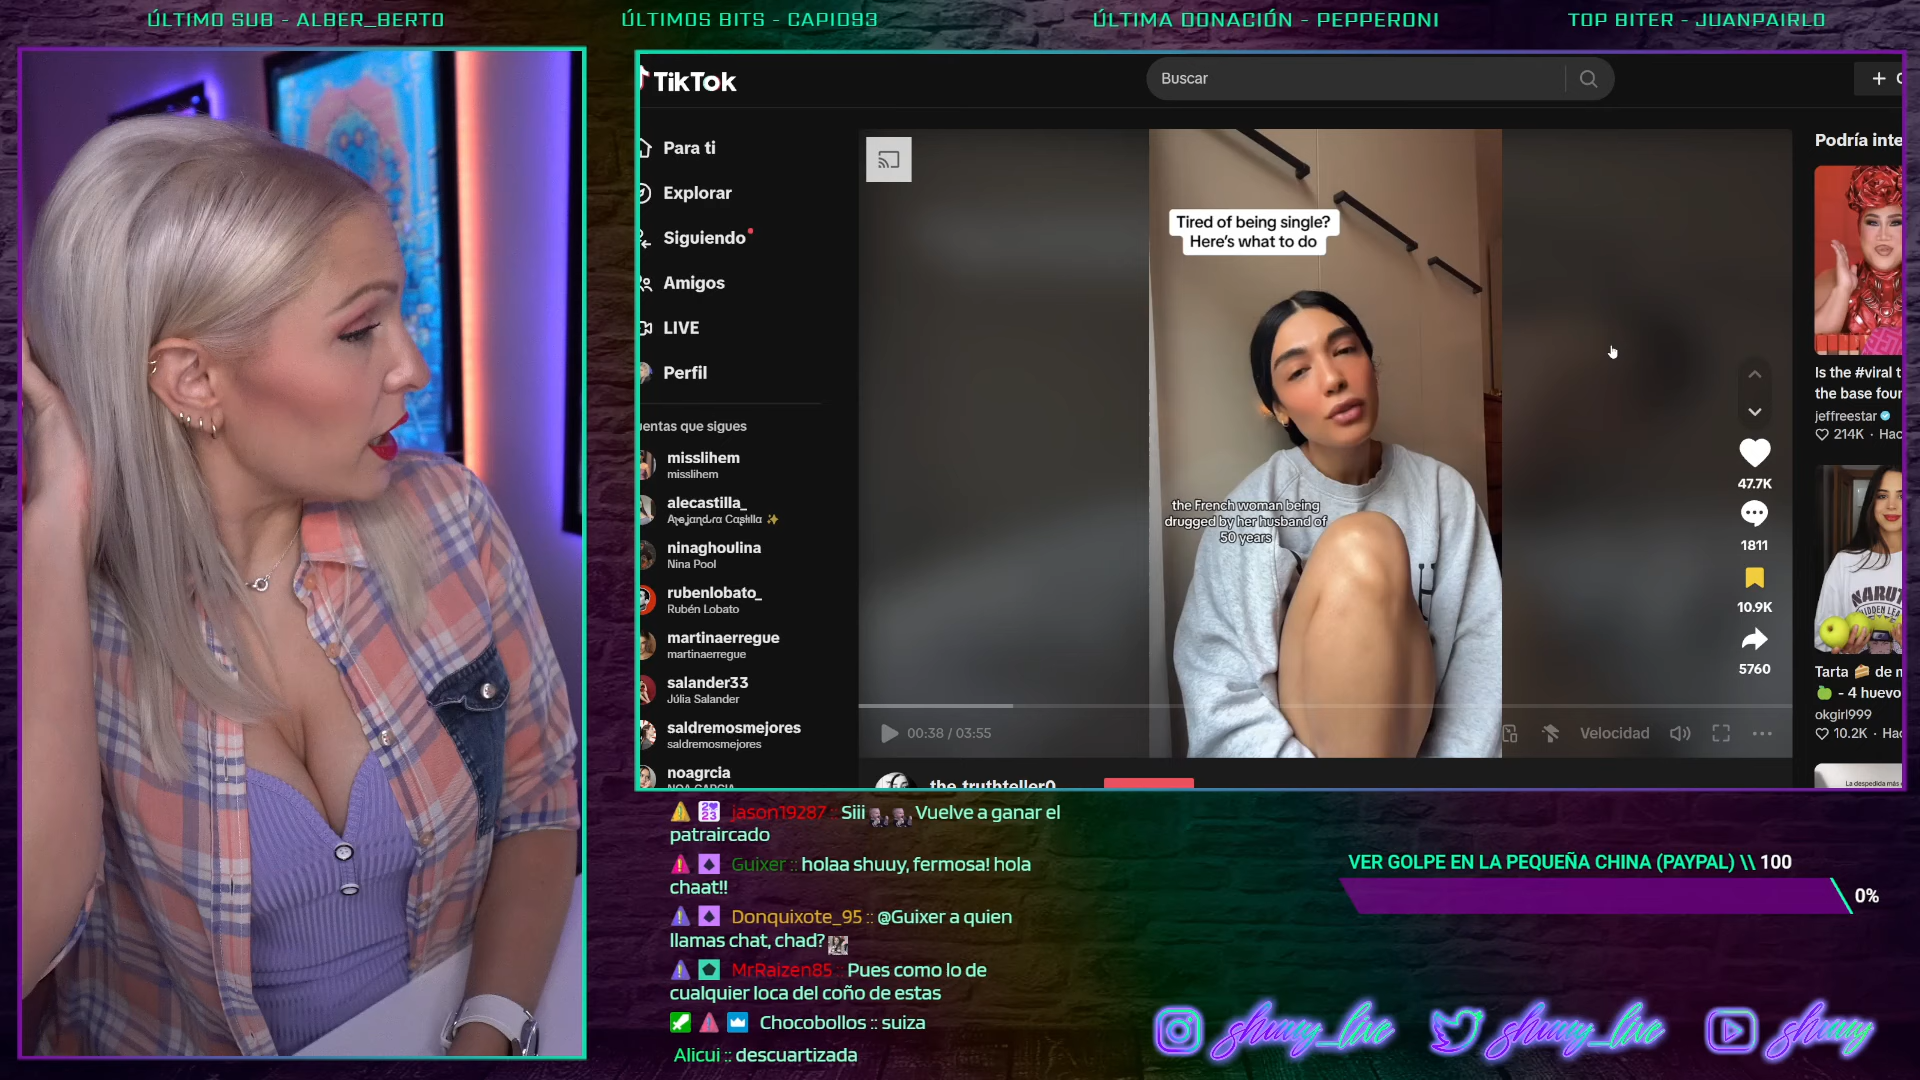 ÚLTIMO SUB - ALBER_BERTO
ÚLTIMOS BITS - CAPI093
ÚLTIMA DONACIÓN - PEPPERONI
TOP BITER - JUANPAIRLO
TikTok
Buscar
Para ti
Explorar
Siguiendo
Amigos
LIVE
Perfil
entas que sigues
misslihem
misslihem
alecastilla_
ninaghoulina
Nina Pool
rubenlobato_
Rubén Lobato
martinaerregue
martinaerregue
salander33
Júlia Salander
saldremosmejores
saldremosmejores
noagrcia
Tired of being single?
Here's what to do
the French woman being
drugged by her husband of
50 years
00:38 / 03:55
Velocidad
47.7K
1811
10.9K
5760
the_truthteller0
Podría inte
Is the #viral t
the base four
jeffreestar
214K · Hac
NARUT
Tarta 🍰 de m
🍏 - 4 huevo
okgirl999
10.2K · Hac
jason19287 :: Siii Vuelve a ganar el
patraircado
Guixer :: holaa shuuy, fermosa! hola
chaat!!
Donquixote_95 :: @Guixer a quien
llamas chat, chad?
MrRaizen85 :: Pues como lo de
cualquier loca del coño de estas
Chocobollos :: suiza
Alicui :: descuartizada
VER GOLPE EN LA PEQUEÑA CHINA (PAYPAL) \\ 100
0%
shuuy_live
shuuy_live
shuuy